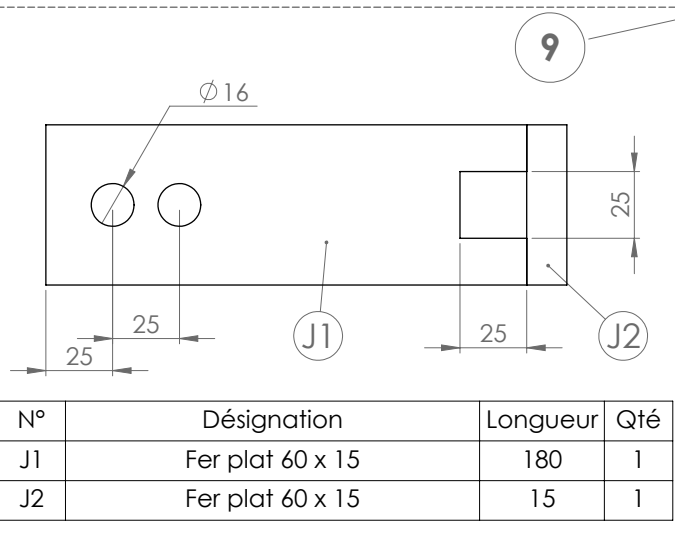 9
∅16
25
25
25
25
J1
J2
N° Désignation Longueur Qté
J1 Fer plat 60 x 15 180 1
J2 Fer plat 60 x 15 15 1